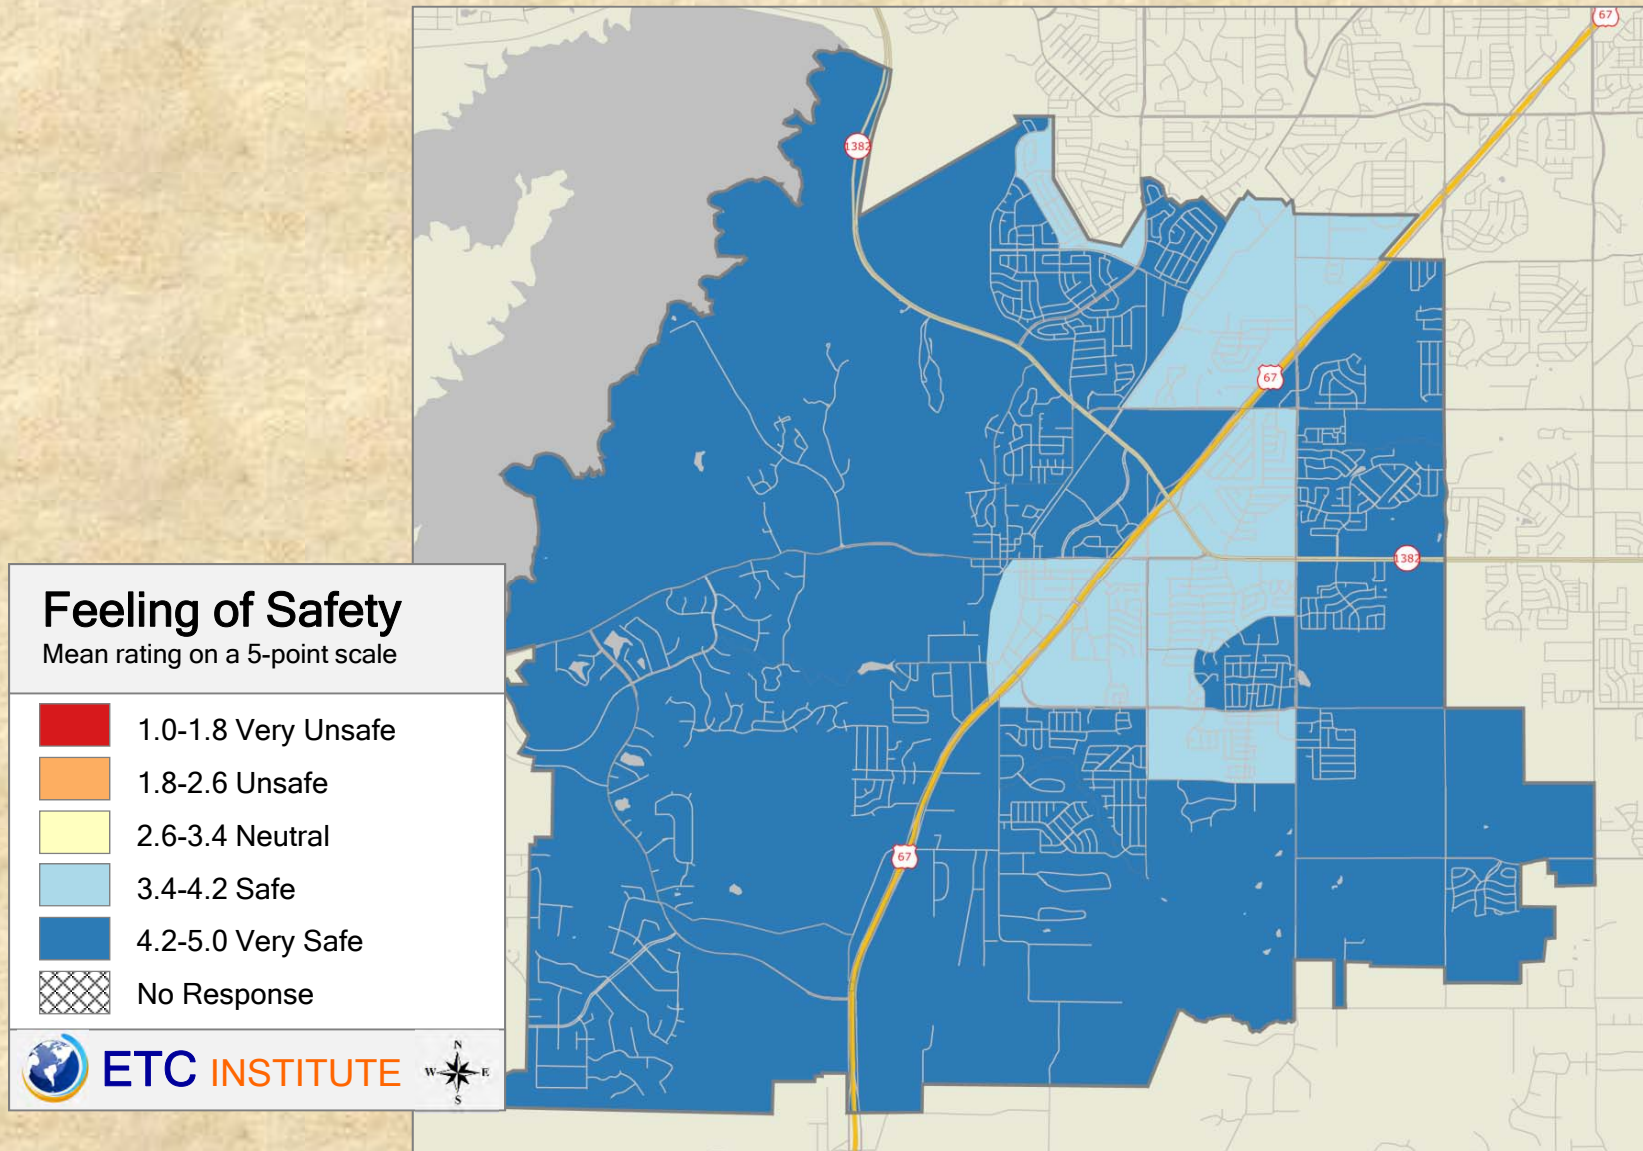 67
1382
67
1382
Feeling of Safety
Mean rating on a 5-point scale
1.0-1.8 Very Unsafe
1.8-2.6 Unsafe
2.6-3.4 Neutral
3.4-4.2 Safe
4.2-5.0 Very Safe
No Response
67
ETC INSTITUTE
N
W E
S